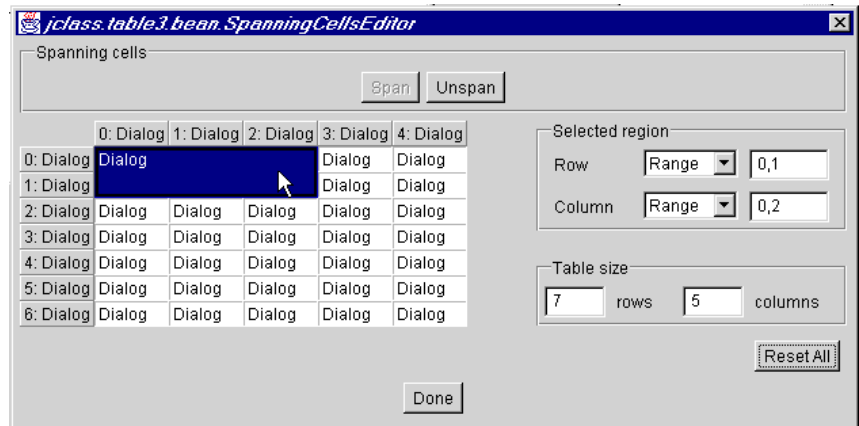 jclass.table3.bean.SpanningCellsEditor
Spanning cells
Span Unspan
0: Dialog 1: Dialog 2: Dialog 3: Dialog 4: Dialog
0: Dialog Dialog Dialog Dialog
1: Dialog Dialog Dialog
2: Dialog Dialog Dialog Dialog Dialog Dialog
3: Dialog Dialog Dialog Dialog Dialog Dialog
4: Dialog Dialog Dialog Dialog Dialog Dialog
5: Dialog Dialog Dialog Dialog Dialog Dialog
6: Dialog Dialog Dialog Dialog Dialog Dialog
Selected region
Row Range 0,1
Column Range 0,2
Table size
7 rows 5 columns
Reset All
Done